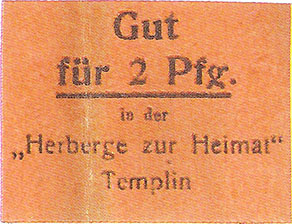 Gut
für 2 Pfg.
in der
„Herberge zur Heimat“
Templin